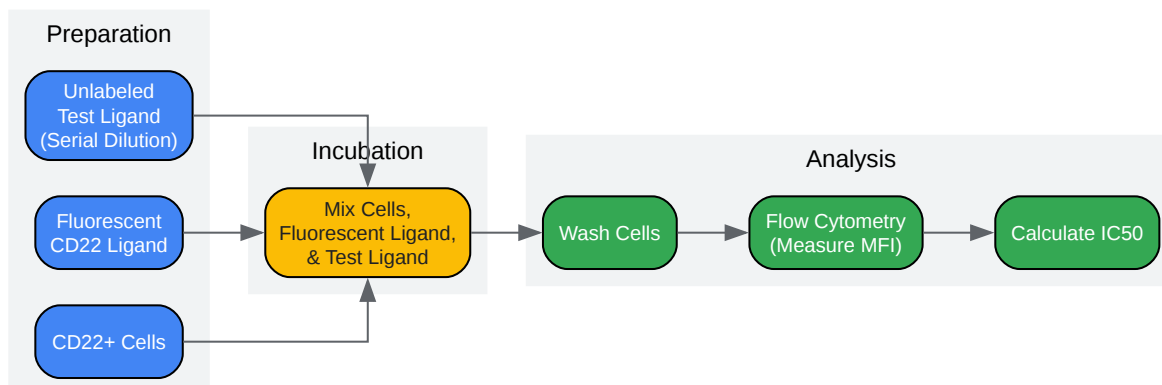 Preparation
Unlabeled
Test Ligand
(Serial Dilution)
Fluorescent
CD22 Ligand
CD22+ Cells
Incubation
Mix Cells,
Fluorescent Ligand,
& Test Ligand
Analysis
Wash Cells
Flow Cytometry
(Measure MFI)
Calculate IC50